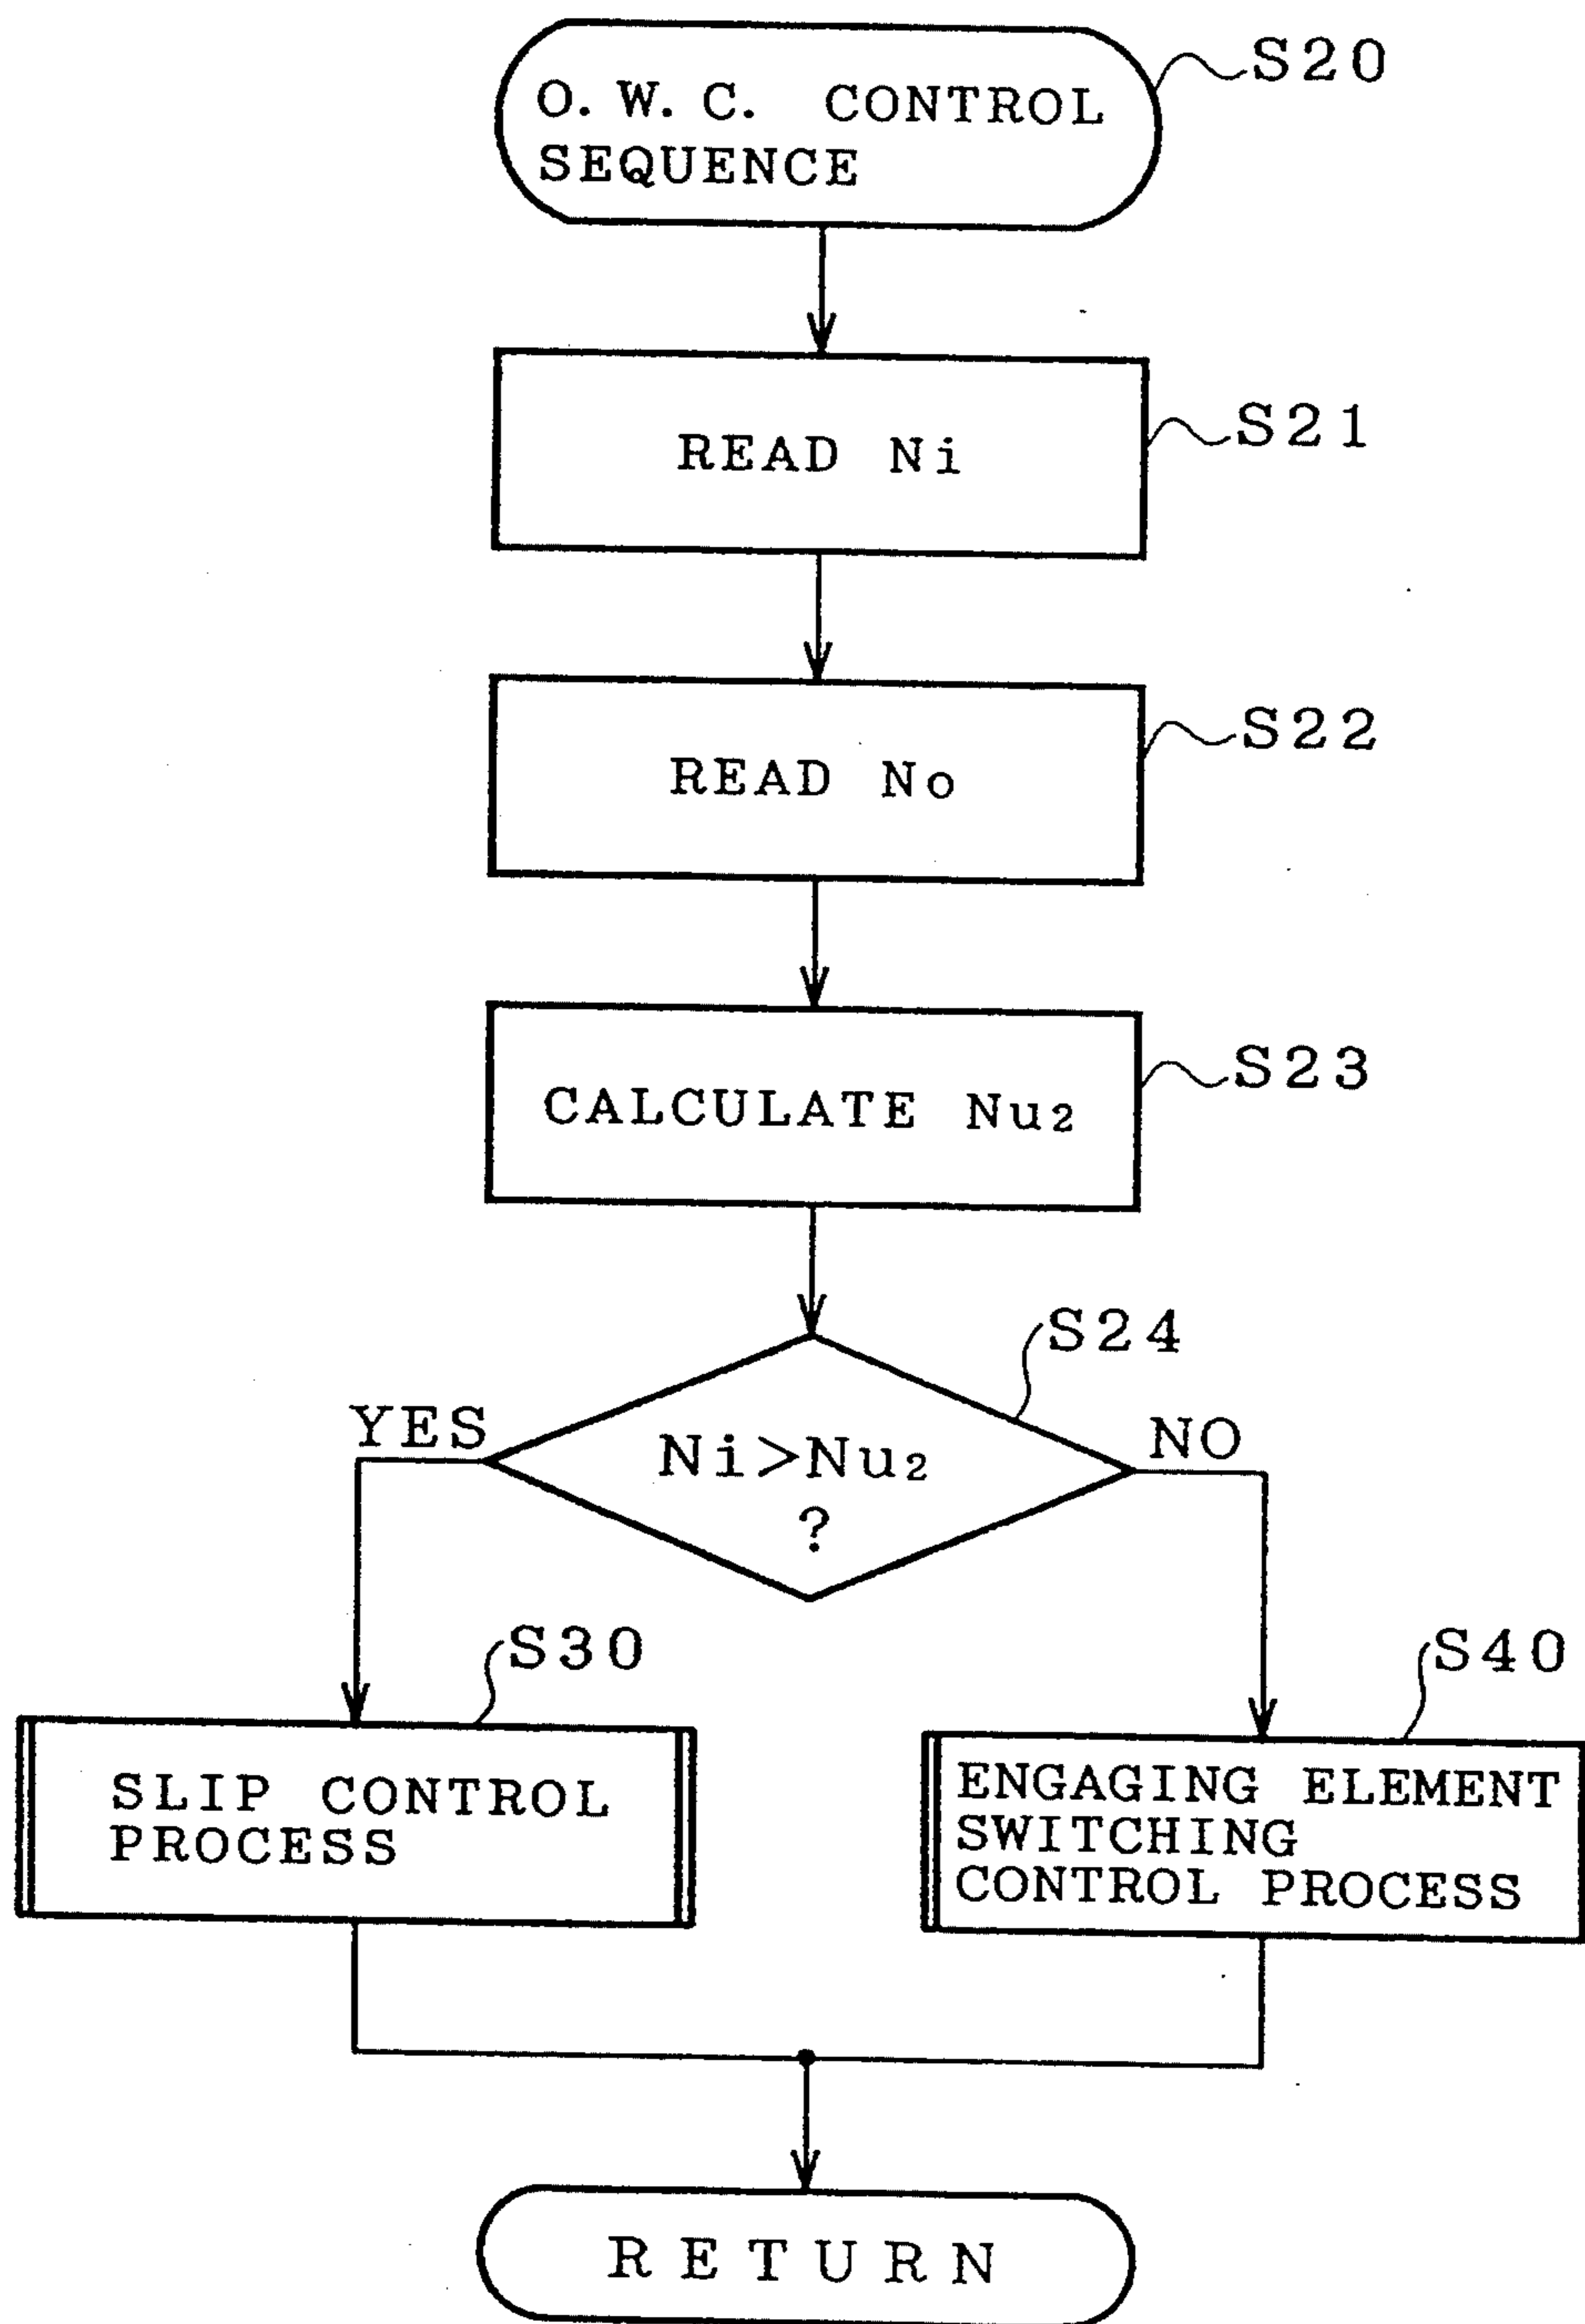 O. W. C. CONTROL
SEQUENCE
S20
READ Ni
S21
READ No
S22
CALCULATE Nu₂
S23
S24
YES
Ni>Nu₂
?
NO
S30
S40
SLIP CONTROL
PROCESS
ENGAGING ELEMENT
SWITCHING
CONTROL PROCESS
RETURN